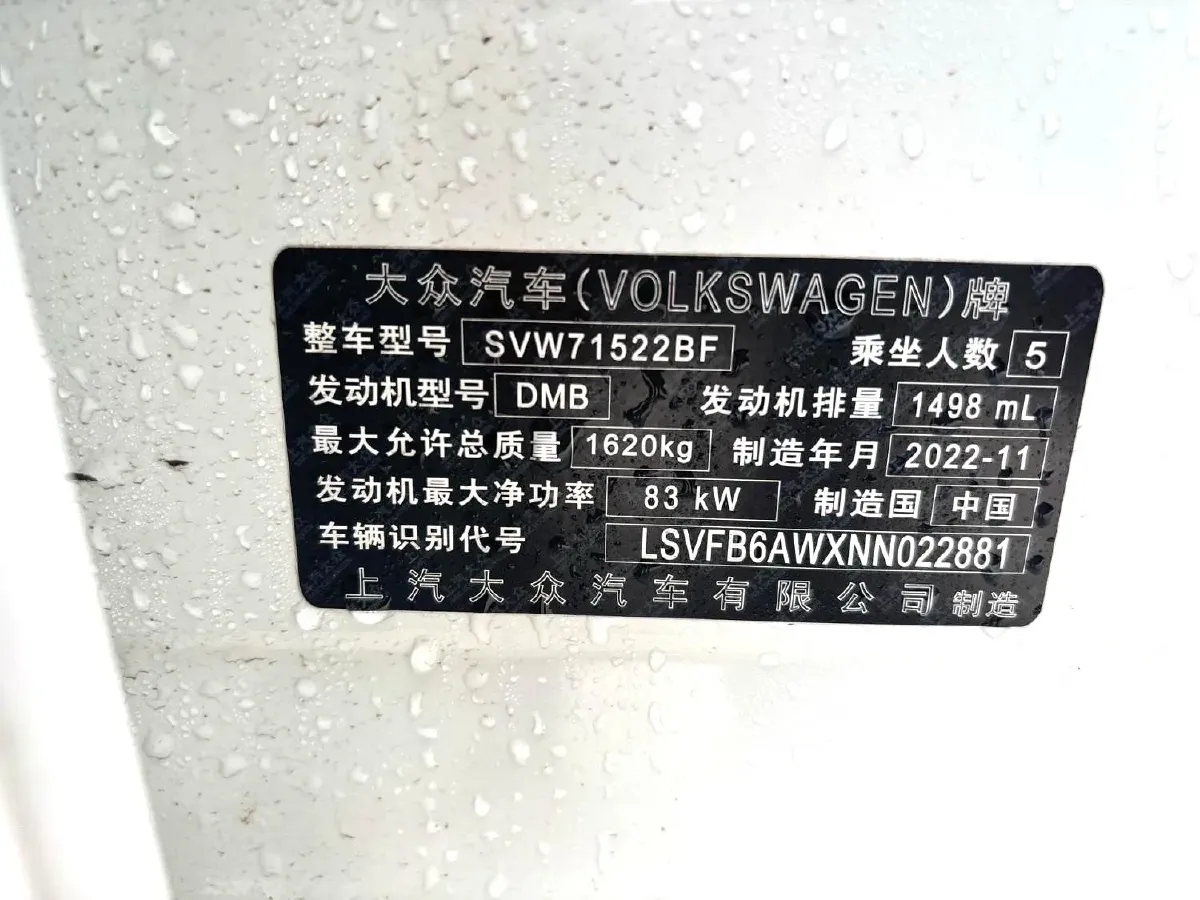 大众汽车(VOLKSWAGEN)牌
整车型号 SVW71522BF 乘坐人数 5
发动机型号 DMB 发动机排量 1498 mL
最大允许总质量 1620kg 制造年月 2022-11
发动机最大净功率 83 kW 制造国 中国
车辆识别代号 LSVFB6AWXNN022881
上汽大众汽车有限公司 制造